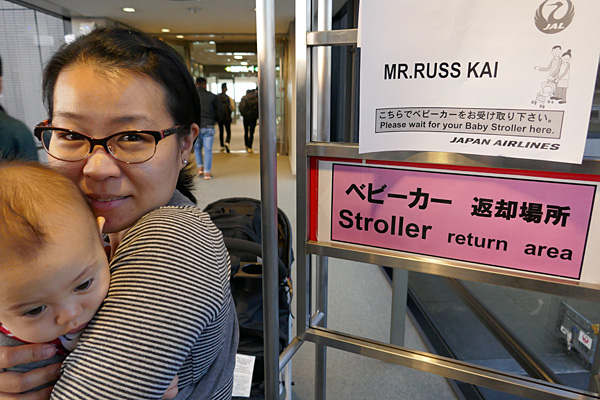 JAL
MR.RUSS KAI
こちらでベビーカーをお受け取り下さい。
Please wait for your Baby Stroller here.
JAPAN AIRLINES
ベビーカー 返却場所
Stroller return area